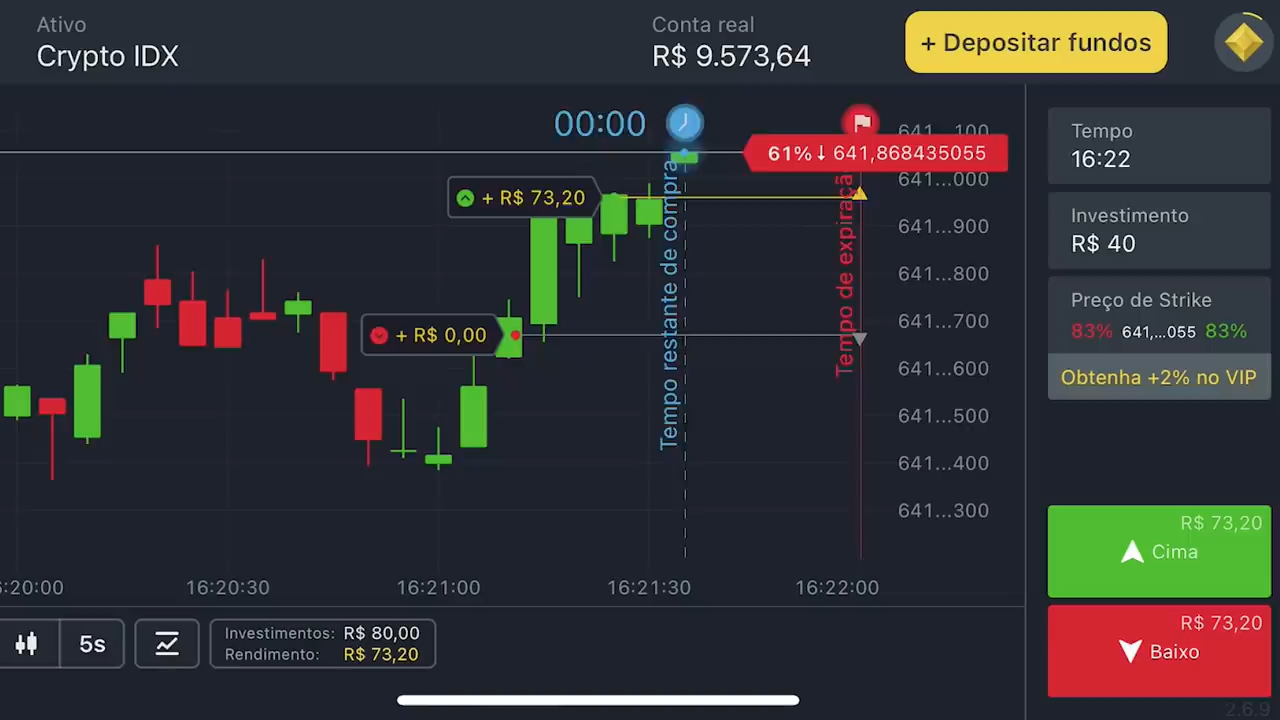 Ativo
Crypto IDX
Conta real
R$ 9.573,64
+ Depositar fundos
00:00
61%↓ 641,868435055
+ R$ 73,20
+ R$ 0,00
Tempo restante de compra
Tempo de expiração
641...100
641...000
641...900
641...800
641...700
641...600
641...500
641...400
641...300
:20:00
16:20:30
16:21:00
16:21:30
16:22:00
5s
Investimentos: R$ 80,00
Rendimento: R$ 73,20
Tempo
16:22
Investimento
R$ 40
Preço de Strike
83% 641,...055 83%
Obtenha +2% no VIP
R$ 73,20
Cima
R$ 73,20
Baixo
2.6.9